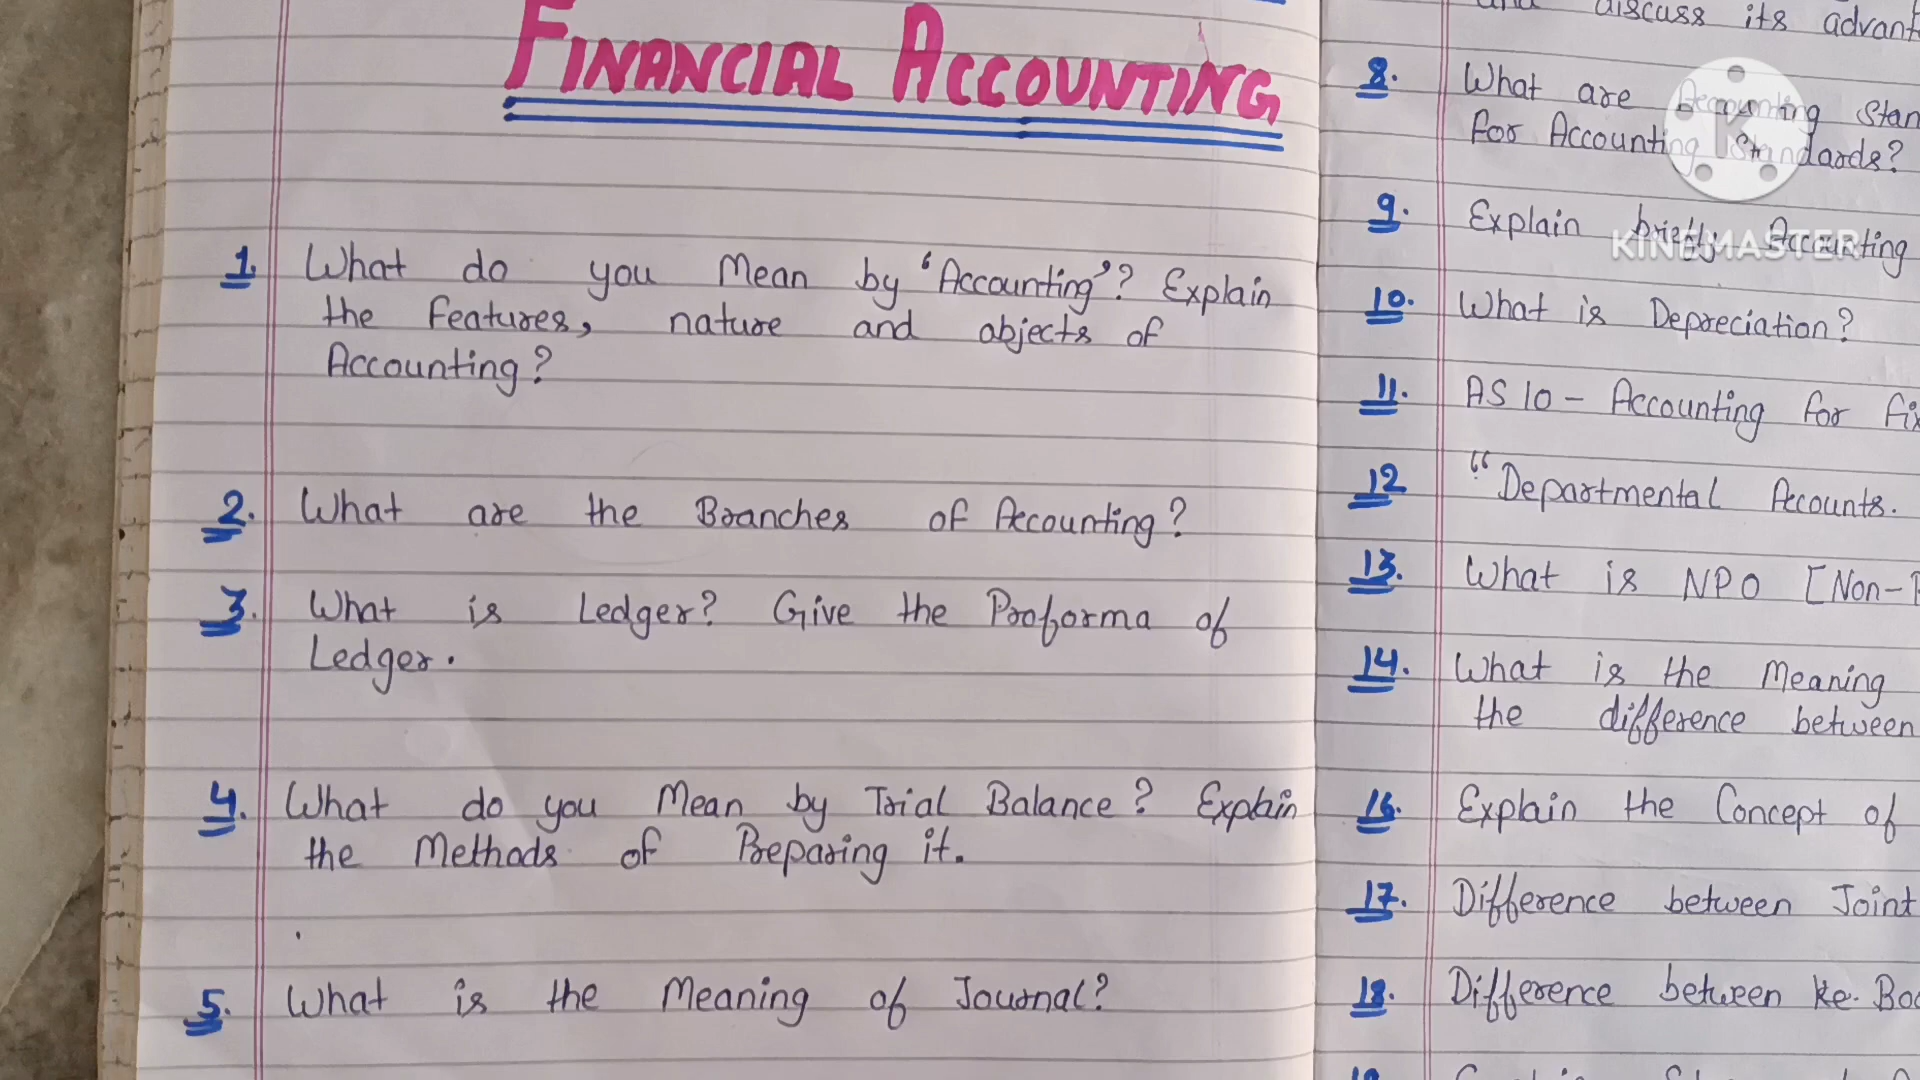 FINANCIAL ACCOUNTING
1. What do you Mean by 'Accounting'? Explain
the features, nature and objects of
Accounting?
2. What are the Branches of Accounting?
3. What is Ledger? Give the Proforma of
Ledger.
4. What do you Mean by Trial Balance? Explain
the Methods of Preparing it.
5. What is the Meaning of Journal?
and discuss its
8. What are Accounting
for Accounting Standards?
9. Explain briefly Accounting
10. What is Depreciation?
11. AS 10 - Accounting for
12 "Departmental Accounts.
13. What is NPO [Non-
14. What is the Meaning
the difference between
16. Explain the Concept of
17. Difference between Joint
18. Difference between
KINEMASTER